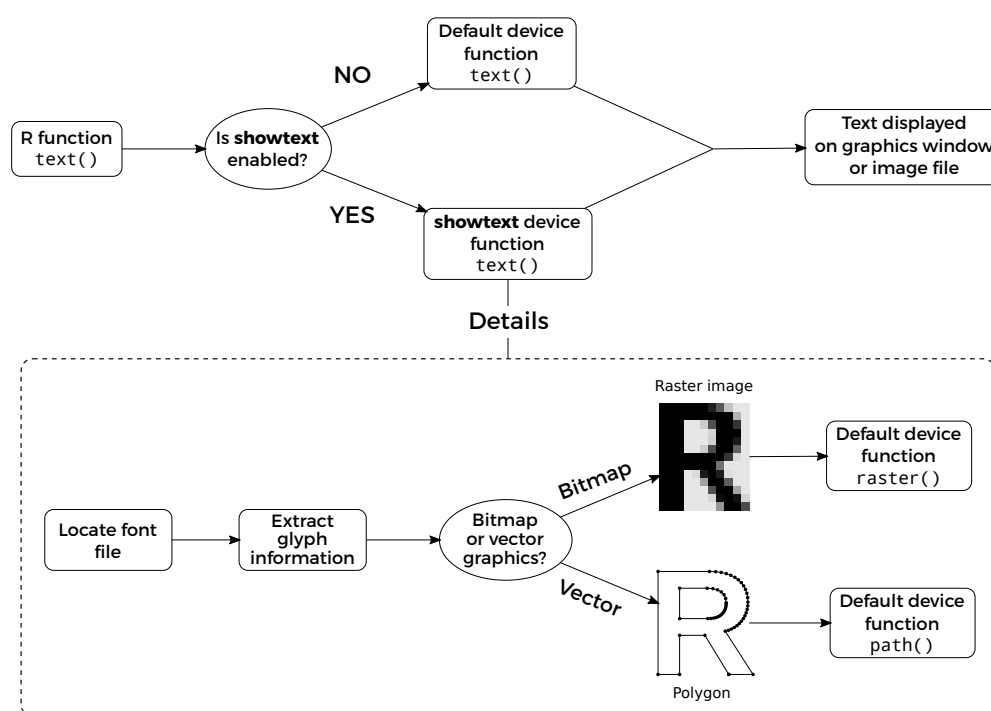 Default device
function
text()
NO
R function
text()
Is showtext
enabled?
Text displayed
on graphics window
or image file
YES
showtext device
function
text()
Details
Raster image
Default device
function
raster()
Bitmap
Locate font
file
Extract
glyph
information
Bitmap
or vector
graphics?
Vector
Default device
function
path()
Polygon